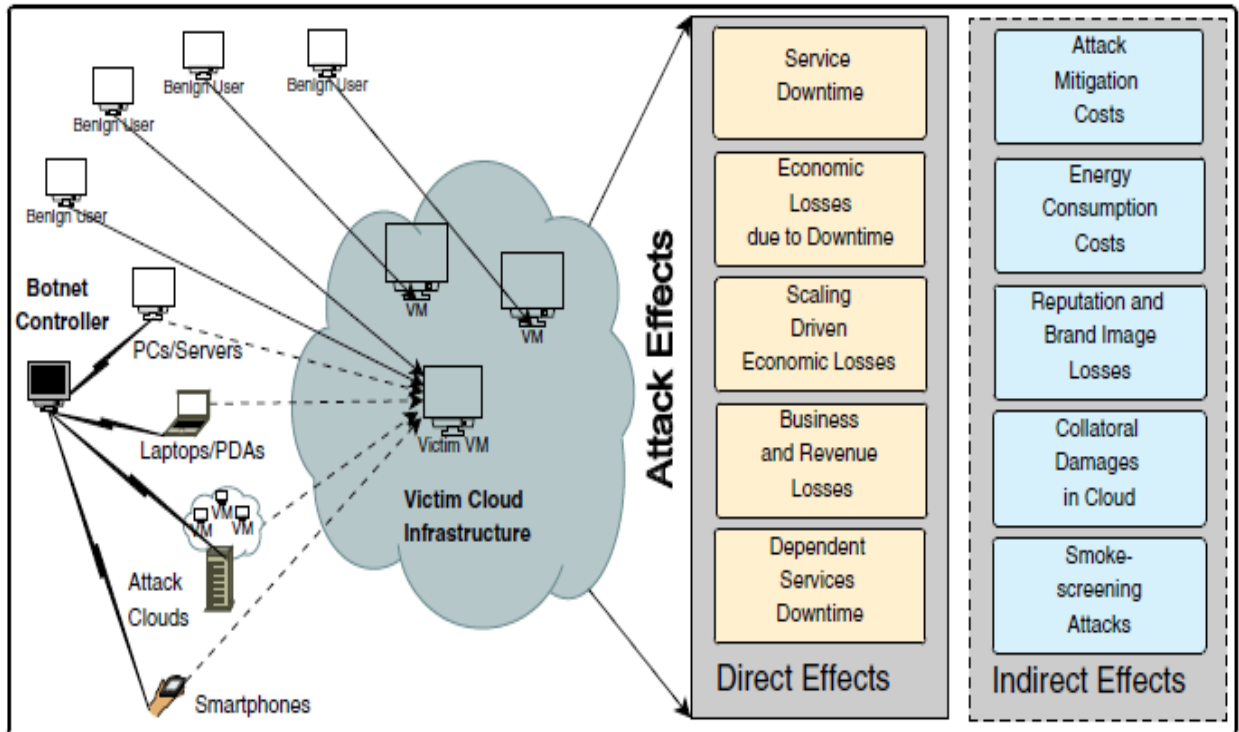 Benign User
Benign User
Benign User
Benign User
Botnet
Controller
PCs/Servers
Laptops/PDAs
VM
VM
VM
Attack
Clouds
Smartphones
VM
VM
Victim VM
Victim Cloud
Infrastructure
Attack Effects
Service
Downtime
Economic
Losses
due to Downtime
Scaling
Driven
Economic Losses
Business
and Revenue
Losses
Dependent
Services
Downtime
Direct Effects
Attack
Mitigation
Costs
Energy
Consumption
Costs
Reputation and
Brand Image
Losses
Collatoral
Damages
in Cloud
Smoke-
screening
Attacks
Indirect Effects